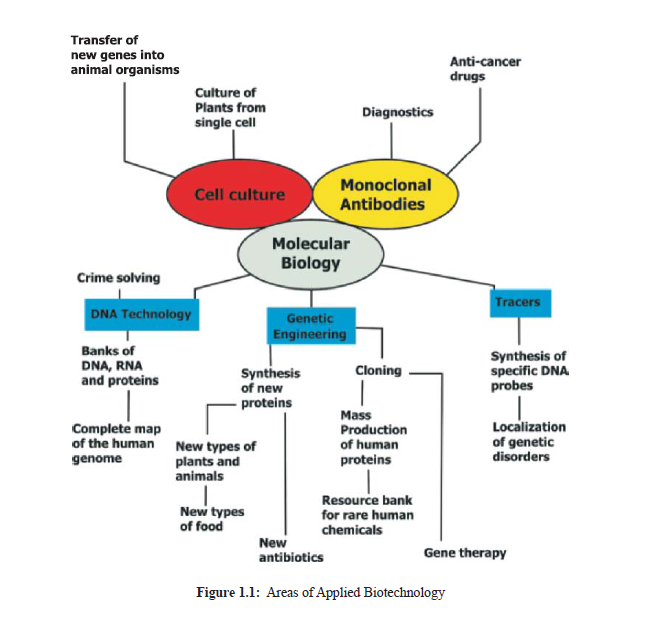 Transfer of
new genes into
animal organisms
Anti-cancer
drugs
Culture of
Plants from
single cell
Diagnostics
Cell culture
Monoclonal
Antibodies
Molecular
Biology
Crime solving
DNA Technology
Genetic
Engineering
Tracers
Banks of
DNA, RNA
and proteins
Synthesis
of new
proteins
Cloning
Synthesis of
specific DNA
probes
Complete map
of the human
genome
New types of
plants and
animals
Mass
Production
of human
proteins
Localization
of genetic
disorders
New types
of food
Resource bank
for rare human
chemicals
New
antibiotics
Gene therapy
Figure 1.1: Areas of Applied Biotechnology